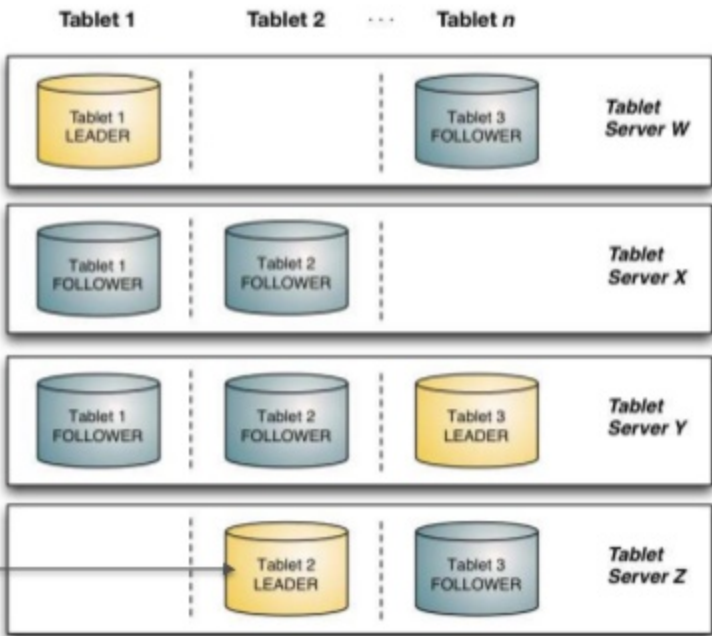 Tablet 1 Tablet 2 ... Tablet n
Tablet 1 Tablet 3 Tablet
LEADER FOLLOWER Server W
Tablet 1 Tablet 2 Tablet
FOLLOWER FOLLOWER Server X
Tablet 1 Tablet 2 Tablet 3 Tablet
FOLLOWER FOLLOWER LEADER Server Y
Tablet 2 Tablet 3 Tablet
LEADER FOLLOWER Server Z